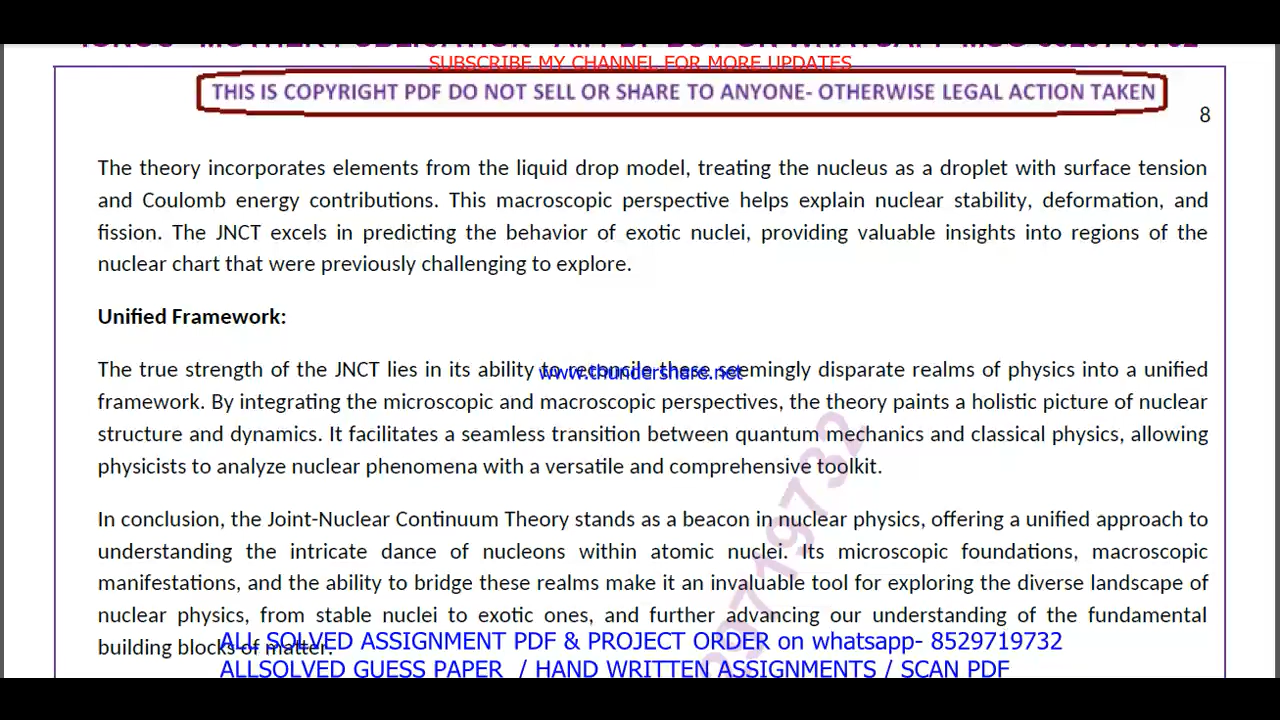 SUBSCRIBE MY CHANNEL FOR MORE UPDATES
THIS IS COPYRIGHT PDF DO NOT SELL OR SHARE TO ANYONE- OTHERWISE LEGAL ACTION TAKEN
8
The theory incorporates elements from the liquid drop model, treating the nucleus as a droplet with surface tension
and Coulomb energy contributions. This macroscopic perspective helps explain nuclear stability, deformation, and
fission. The JNCT excels in predicting the behavior of exotic nuclei, providing valuable insights into regions of the
nuclear chart that were previously challenging to explore.
Unified Framework:
The true strength of the JNCT lies in its ability to reconcile these seemingly disparate realms of physics into a unified
www.thundershare.net
framework. By integrating the microscopic and macroscopic perspectives, the theory paints a holistic picture of nuclear
structure and dynamics. It facilitates a seamless transition between quantum mechanics and classical physics, allowing
physicists to analyze nuclear phenomena with a versatile and comprehensive toolkit.
In conclusion, the Joint-Nuclear Continuum Theory stands as a beacon in nuclear physics, offering a unified approach to
understanding the intricate dance of nucleons within atomic nuclei. Its microscopic foundations, macroscopic
manifestations, and the ability to bridge these realms make it an invaluable tool for exploring the diverse landscape of
nuclear physics, from stable nuclei to exotic ones, and further advancing our understanding of the fundamental
building blocks of matter.
ALL SOLVED ASSIGNMENT PDF & PROJECT ORDER on whatsapp- 8529719732
ALLSOLVED GUESS PAPER / HAND WRITTEN ASSIGNMENTS / SCAN PDF
9719732